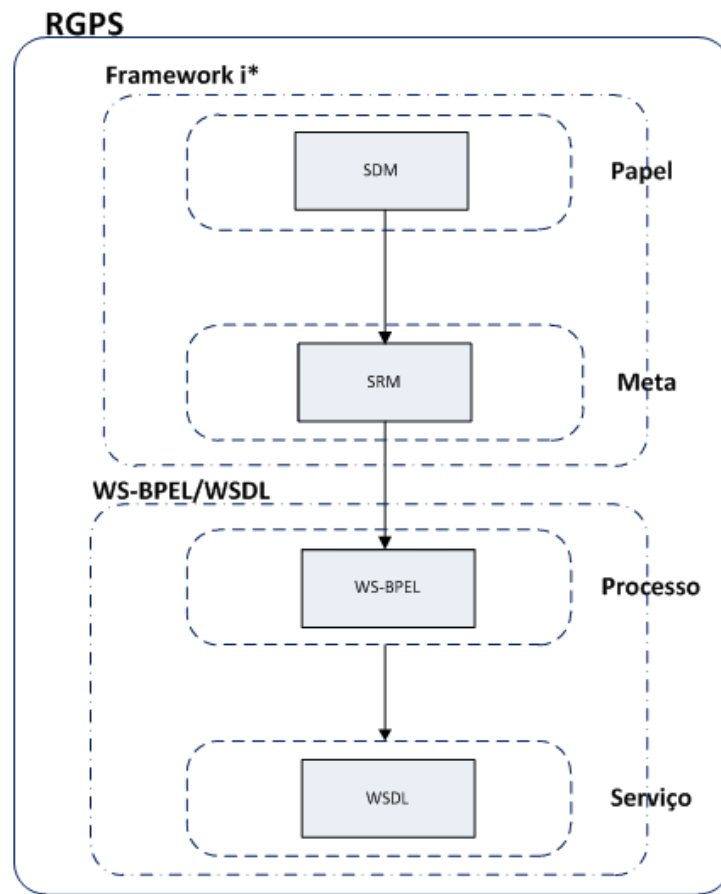 RGPS
Framework i*
SDM
Papel
SRM
Meta
WS-BPEL/WSDL
WS-BPEL
Processo
WSDL
Serviço